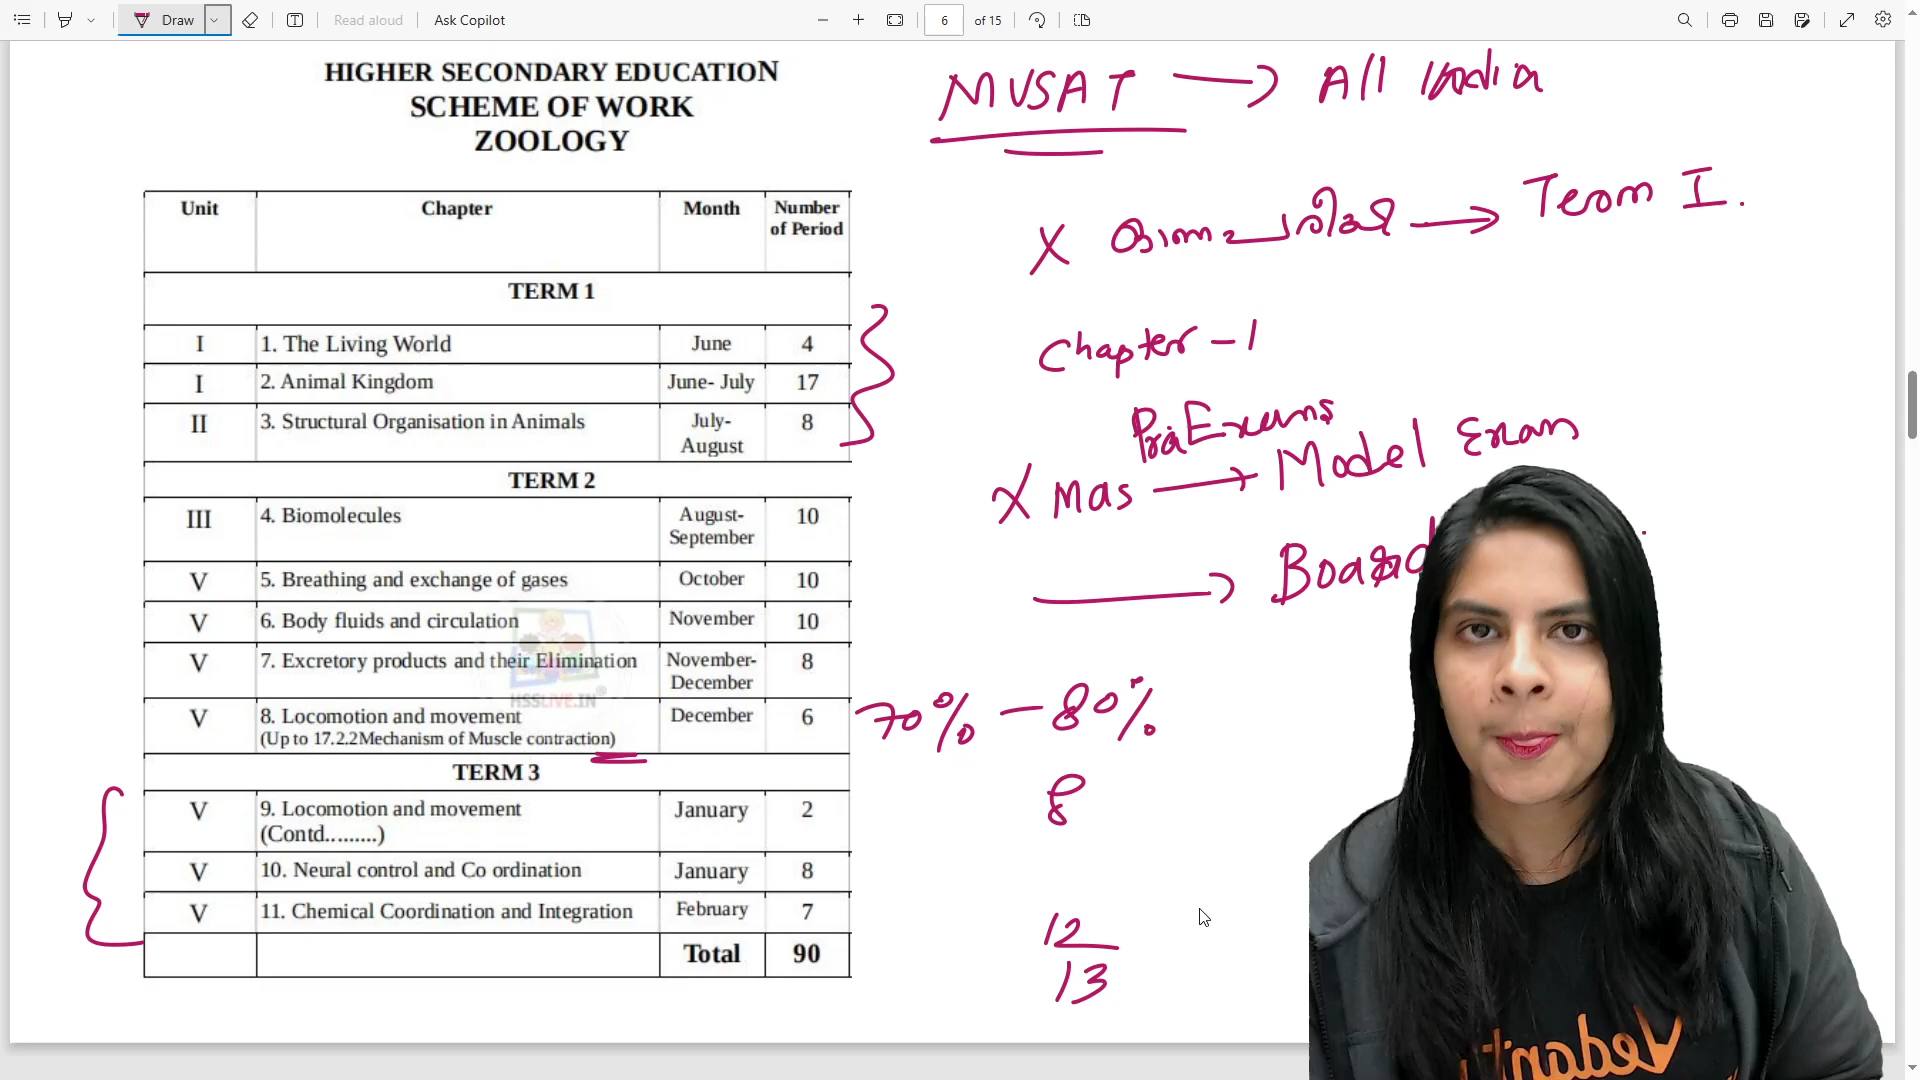 Draw
Read aloud
Ask Copilot
6 of 15
HIGHER SECONDARY EDUCATION
SCHEME OF WORK
ZOOLOGY
Unit Chapter Month Number of Period
TERM 1
I 1. The Living World June 4
I 2. Animal Kingdom June- July 17
II 3. Structural Organisation in Animals July- August 8
TERM 2
III 4. Biomolecules August- September 10
V 5. Breathing and exchange of gases October 10
V 6. Body fluids and circulation November 10
V 7. Excretory products and their Elimination November- December 8
V 8. Locomotion and movement December 6
(Up to 17.2.2Mechanism of Muscle contraction)
TERM 3
V 9. Locomotion and movement January 2
(Contd.........)
V 10. Neural control and Co ordination January 8
V 11. Chemical Coordination and Integration February 7
Total 90
HSSLIVE.IN®
MVSAT → All India
X → Term I.
Chapter - 1
Exams
X mas → Model Exam
→ Board
70% - 80%
8
12
13
Vedantu